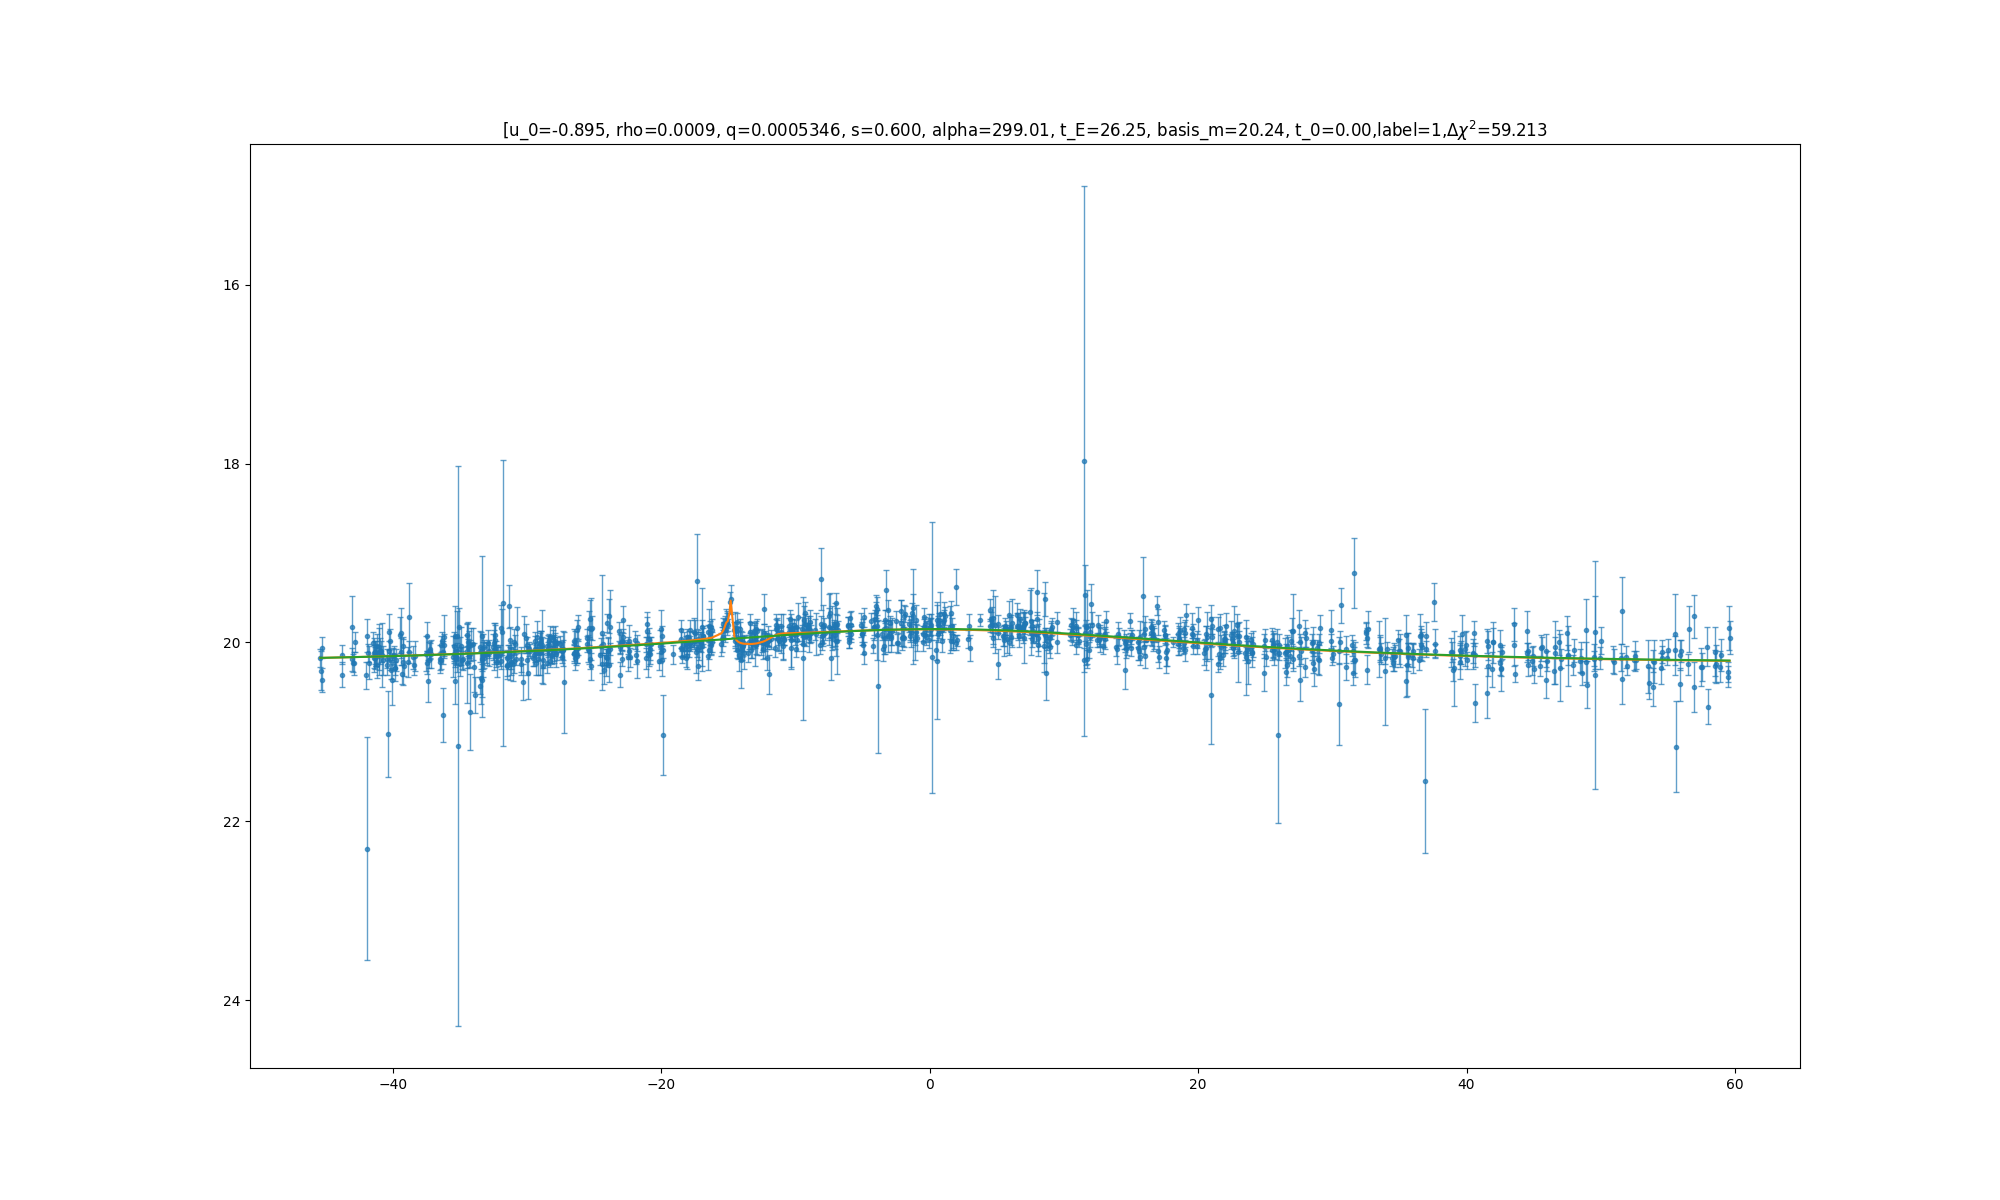 [u_0=-0.895, rho=0.0009, q=0.0005346, s=0.600, alpha=299.01, t_E=26.25, basis_m=20.24, t_0=0.00,label=1,Δχ²=59.213
16
18
20
22
24
−40 −20 0 20 40 60